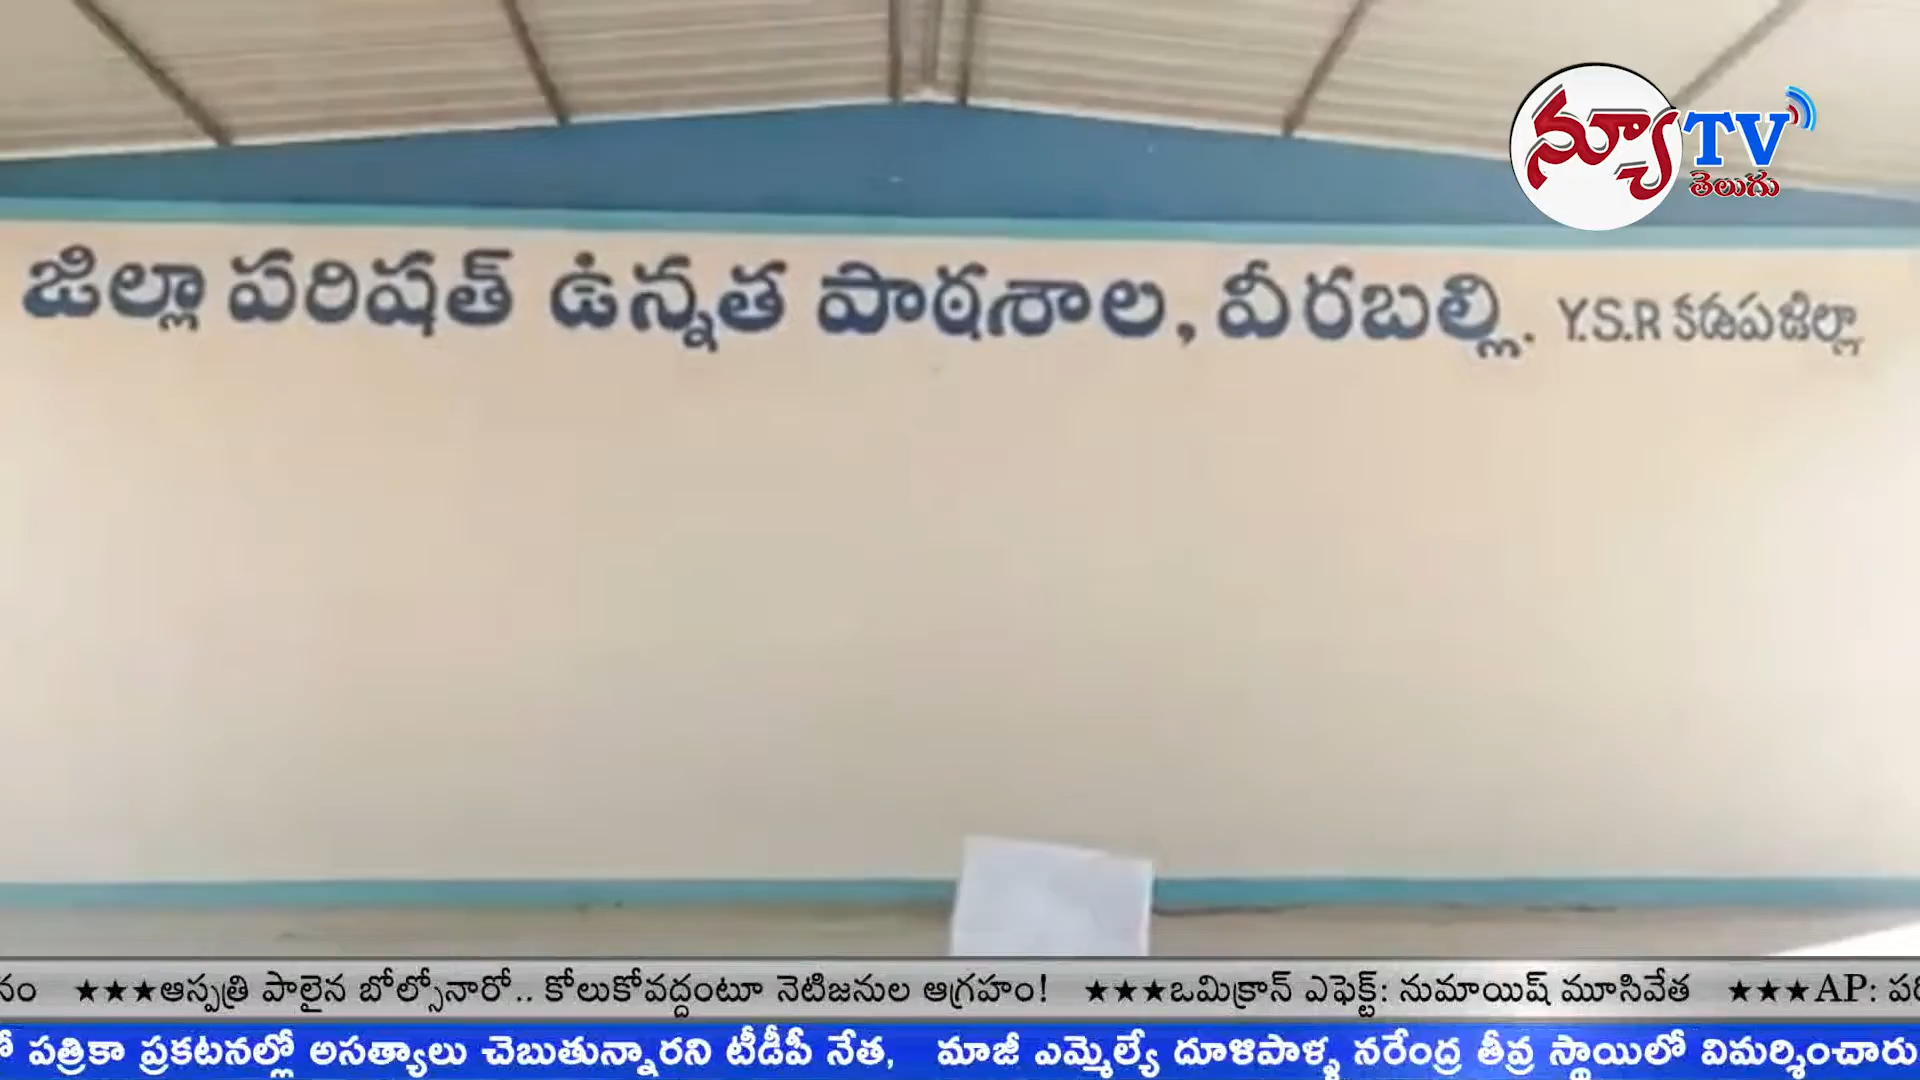 న్యూ TV
తెలుగు
జిల్లా పరిషత్ ఉన్నత పాఠశాల, వీరబల్లి. Y.S.R కడపజిల్లా
★★★ఆస్పత్రి పాలైన బోల్సోనారో.. కోలుకోవద్దంటూ నెటిజనుల ఆగ్రహం! ★★★ఒమిక్రాన్ ఎఫెక్ట్: నుమాయిష్ మూసివేత ★★★AP:
పత్రికా ప్రకటనల్లో అసత్యాలు చెబుతున్నారని టీడీపీ నేత, మాజీ ఎమ్మెల్యే దూళిపాళ్ళ నరేంద్ర తీవ్ర స్థాయిలో విమర్శించారు